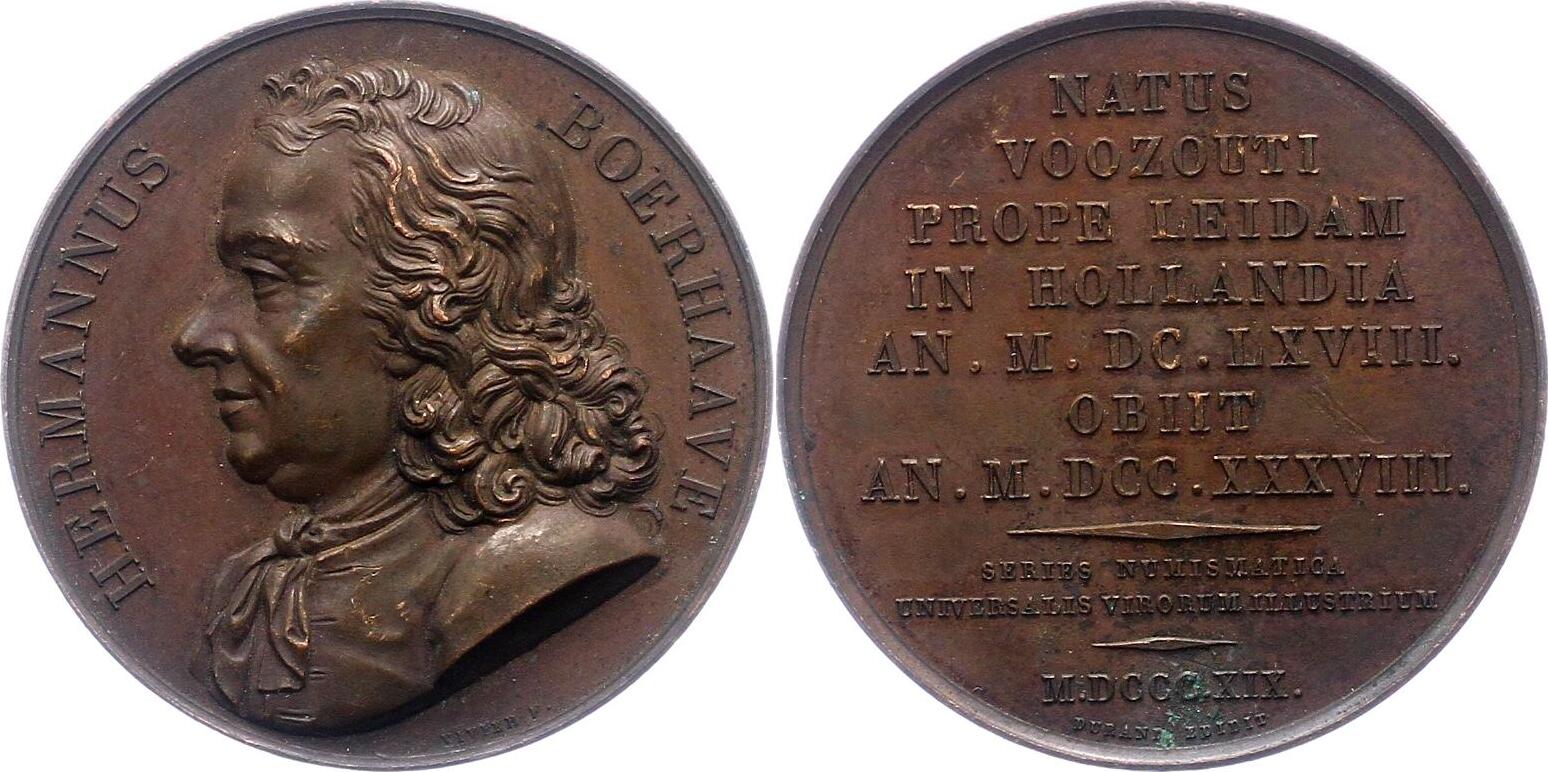 HERMANNUS BOERHAAVE
F.
NATUS
VOOZOUTI
PROPE LEIDAM
IN HOLLANDIA
AN. M. DC. LXVIII.
OBIIT
AN. M. DCC. XXXVIII.
SERIES NUMISMATICA
UNIVERSALIS VIRORUM ILLUSTRIUM
M.DCCC.XIX.
DURAND EDIDIT